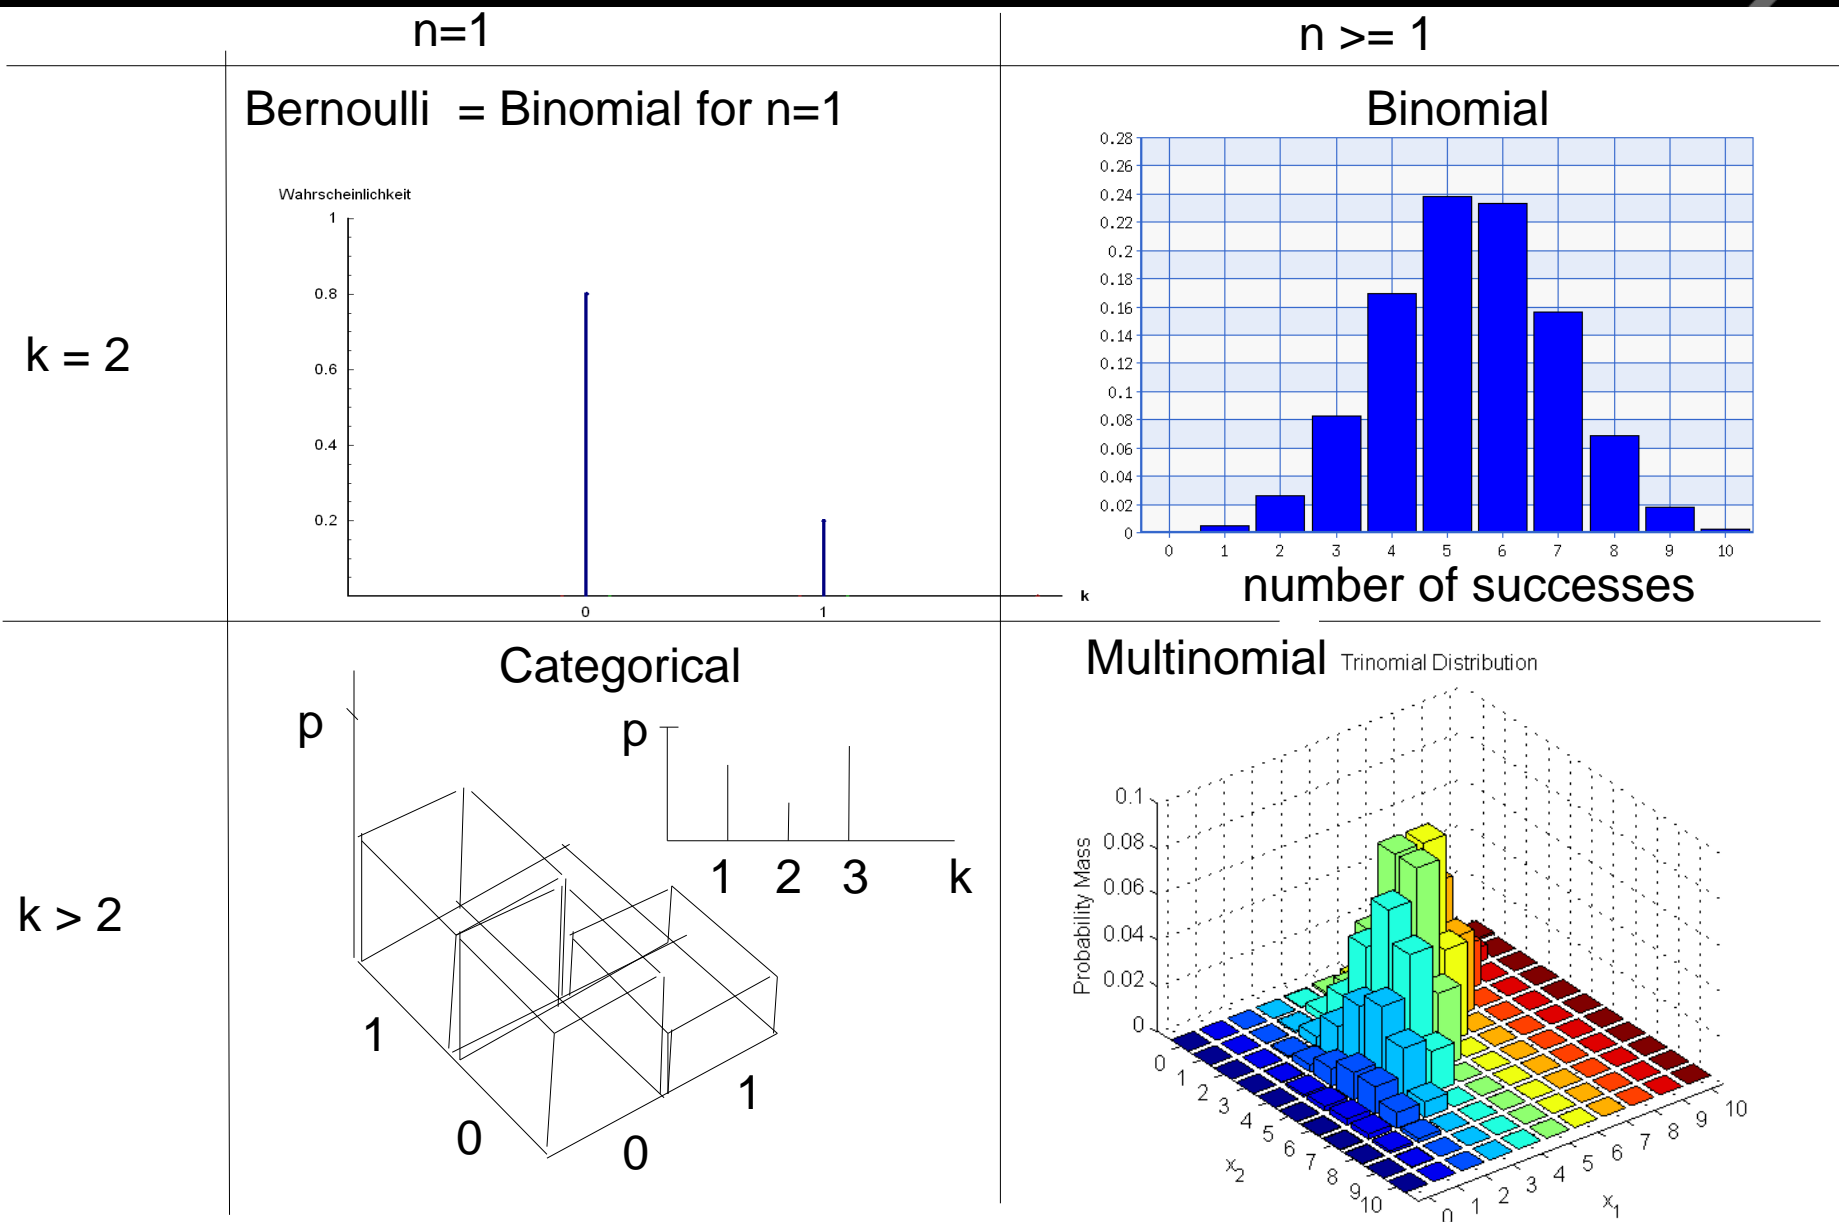 n=1
n >= 1
k = 2
Bernoulli = Binomial for n=1
Wahrscheinlichkeit
1
0.8
0.6
0.4
0.2
0
1
k
Binomial
0.28
0.26
0.24
0.22
0.2
0.18
0.16
0.14
0.12
0.1
0.08
0.06
0.04
0.02
0
0 1 2 3 4 5 6 7 8 9 10
number of successes
k > 2
Categorical
p
1
0
0
1
p
1 2 3 k
Multinomial
Trinomial Distribution
Probability Mass
0.1
0.08
0.06
0.04
0.02
0
0 1 2 3 4 5 6 7 8 9 10
x2
0 1 2 3 4 5 6 7 8 9 10
x1